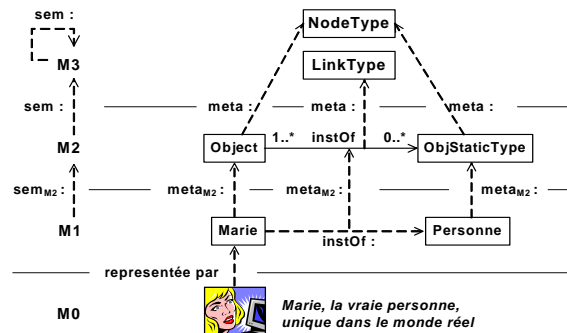 sem :
NodeType
M3
LinkType
sem : meta : meta : meta :
M2 Object 1..* instOf 0..* ObjStaticType
semM2 : metaM2 : metaM2 : metaM2 :
M1 Marie Personne
instOf :
representée par
M0 Marie, la vraie personne,
unique dans le monde réel